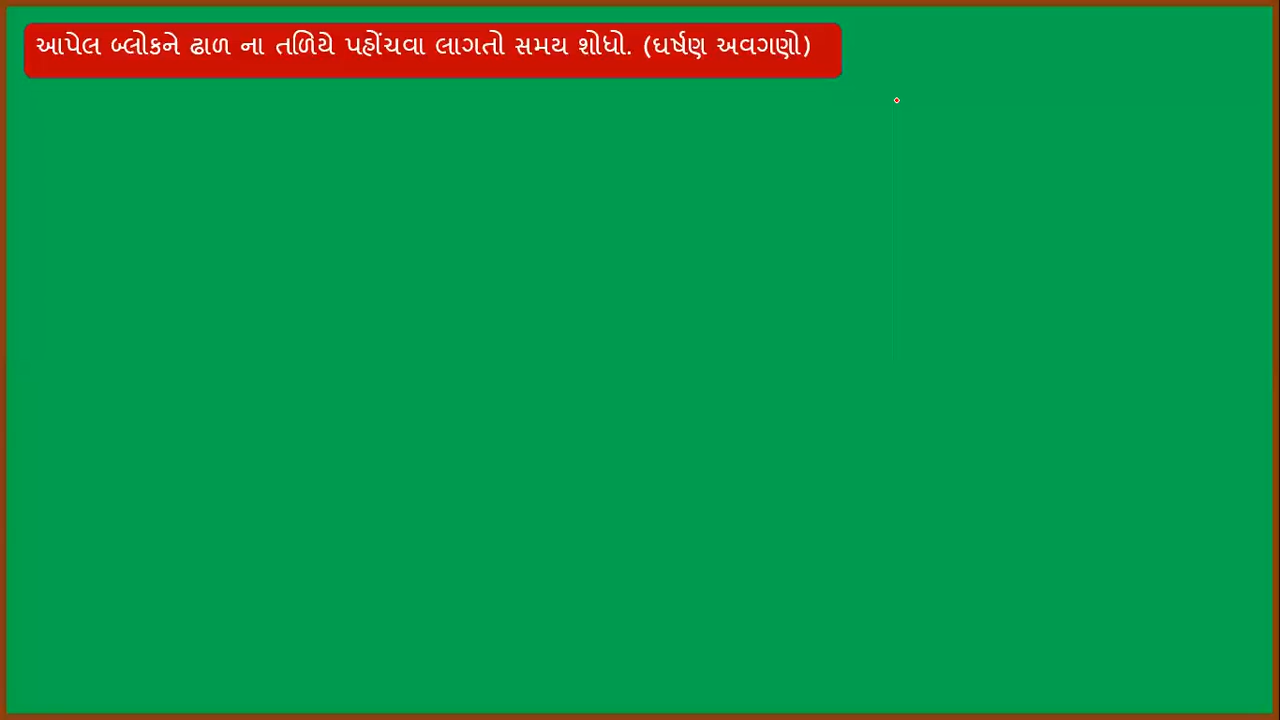 આપેલ બ્લોકને ઢાળ ના તળિયે પહોંચવા લાગતો સમય શોધો. (ઘર્ષણ અવગણો)